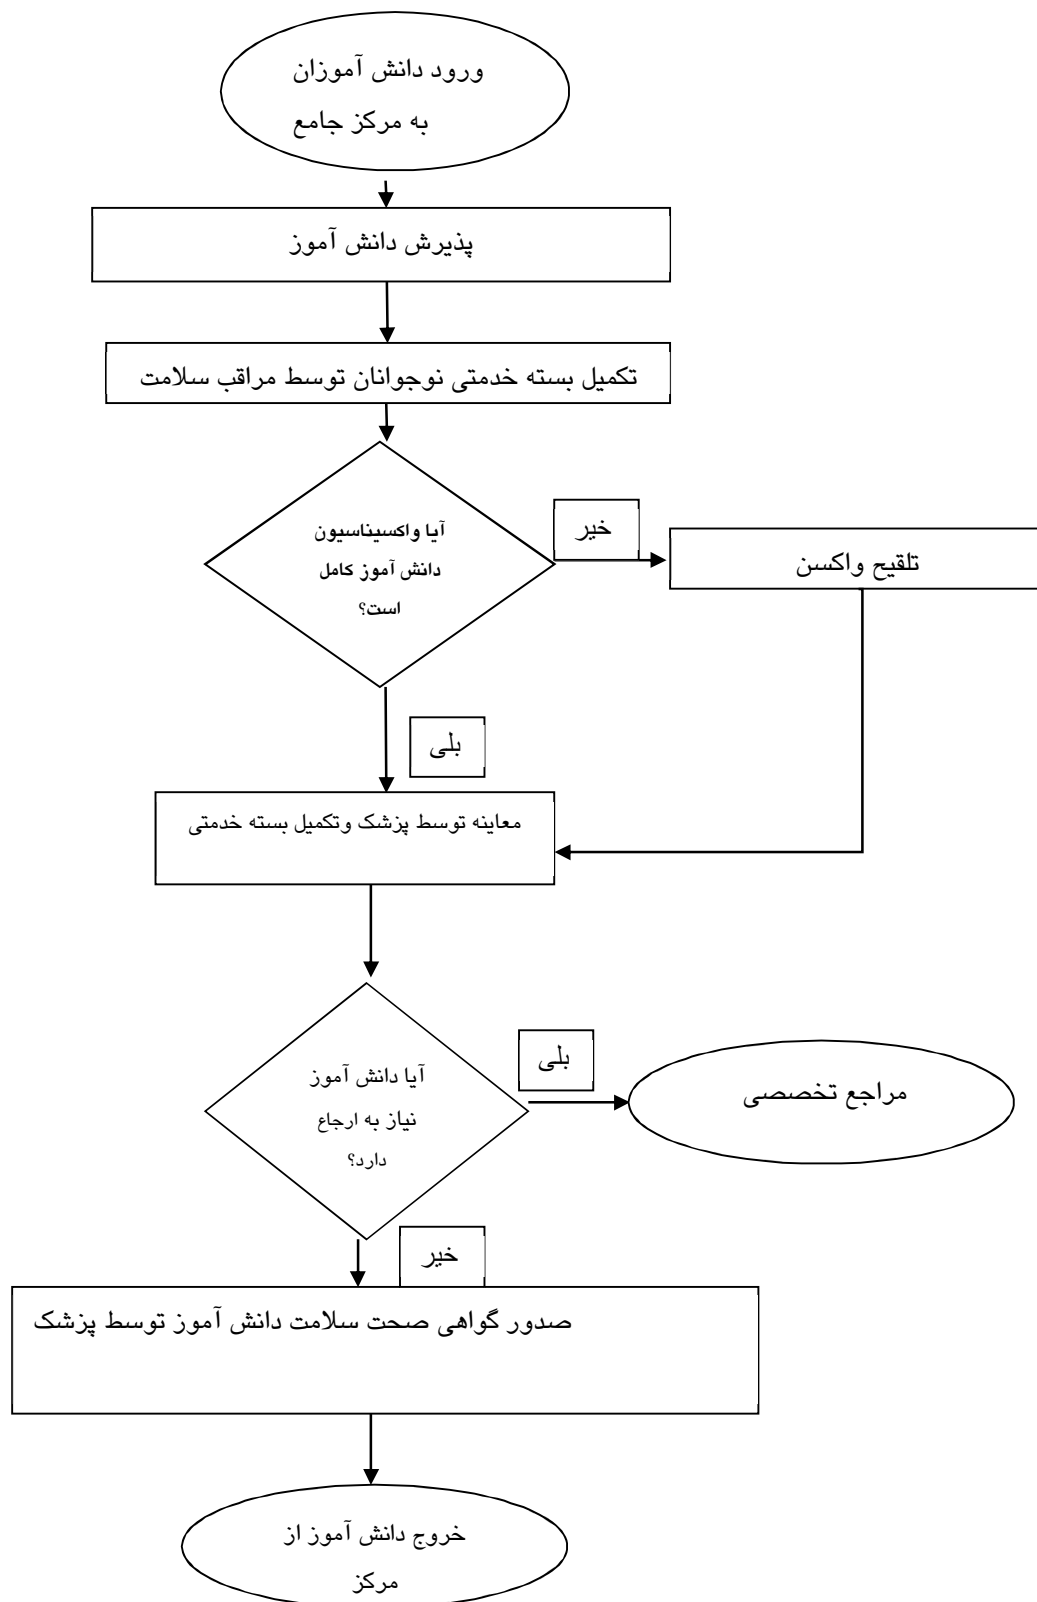 ورود دانش آموزان
به مرکز جامع
پذیرش دانش آموز
تکمیل بسته خدمتی نوجوانان توسط مراقب سلامت
آیا واکسیناسیون
دانش آموز کامل
است؟
خیر
تلقیح واکسن
بلی
معاینه توسط پزشک وتکمیل بسته خدمتی
آیا دانش آموز
نیاز به ارجاع
دارد؟
بلی
مراجع تخصصی
خیر
صدور گواهی صحت سلامت دانش آموز توسط پزشک
خروج دانش آموز از
مرکز